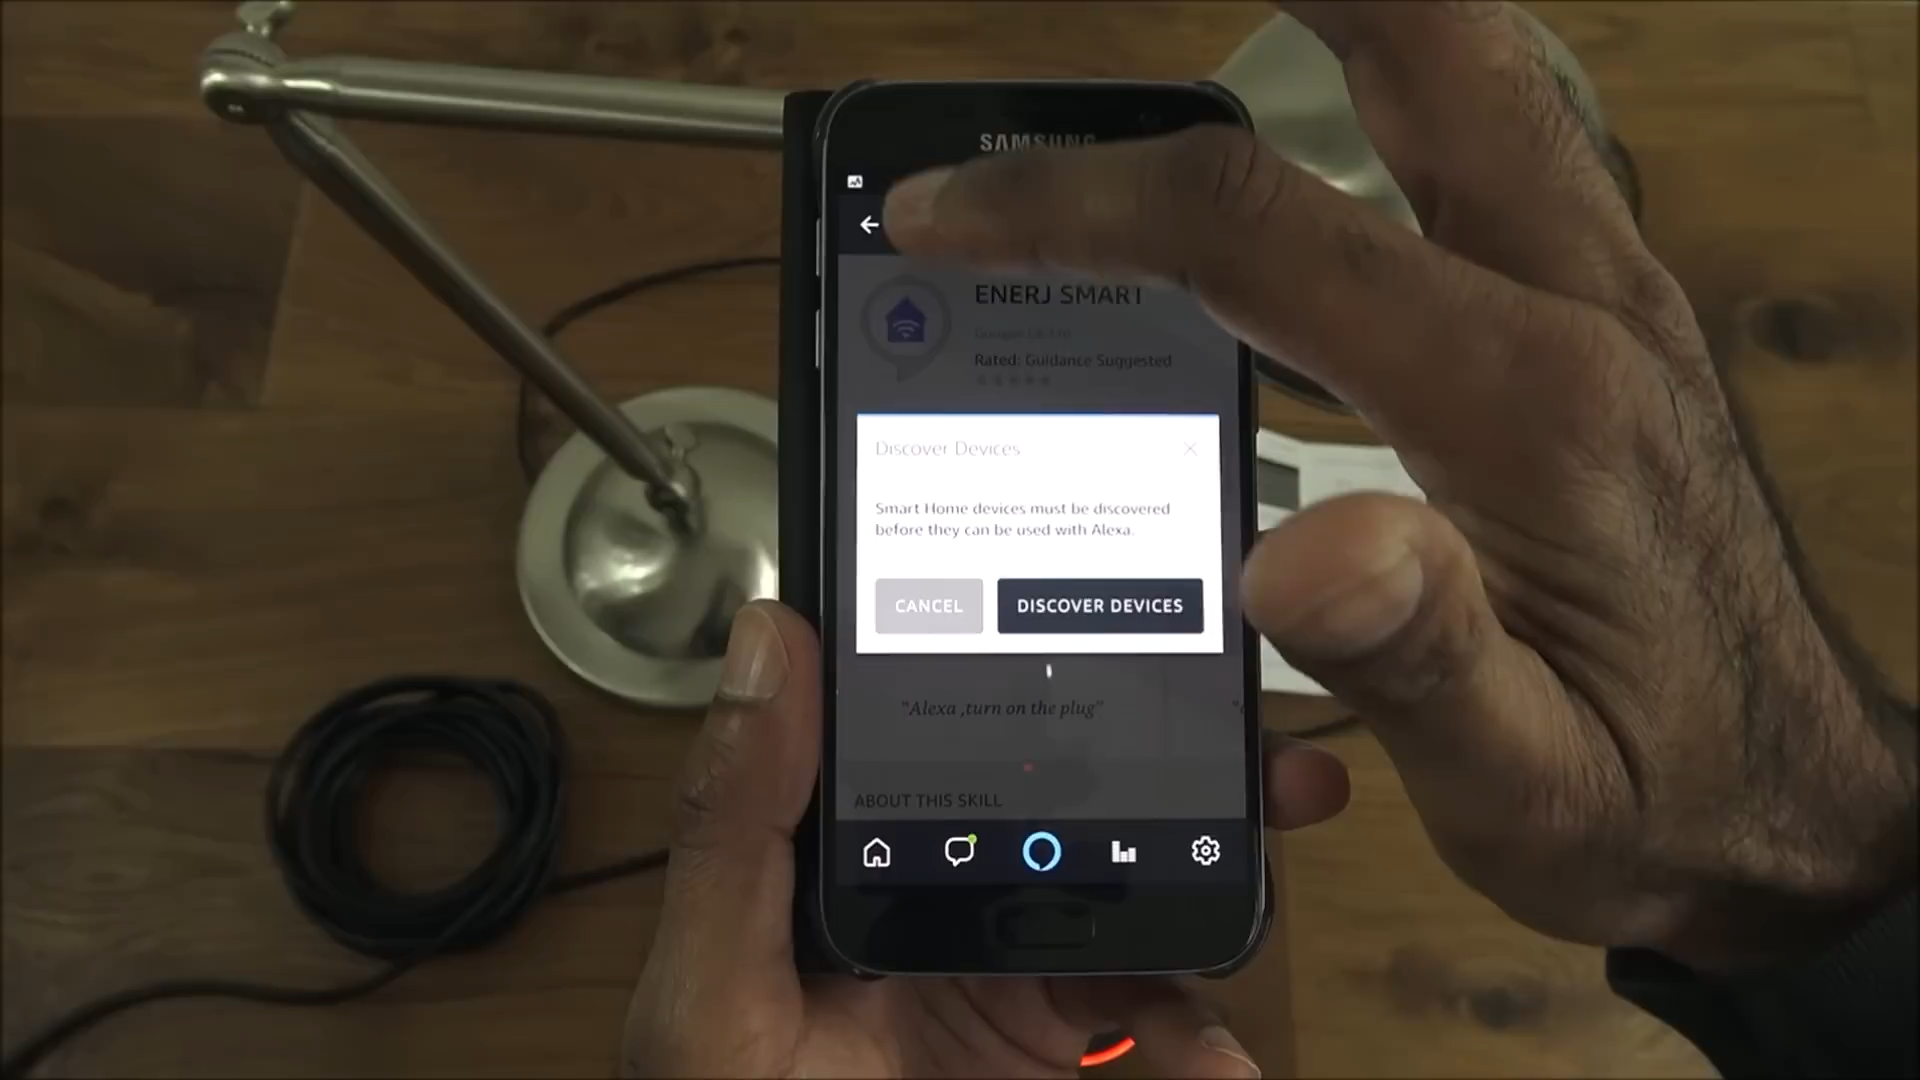 SAMSUNG
ENERJ SMART
Rated: Guidance Suggested
Discover Devices
Smart Home devices must be discovered
before they can be used with Alexa.
CANCEL
DISCOVER DEVICES
"Alexa ,turn on the plug"
ABOUT THIS SKILL